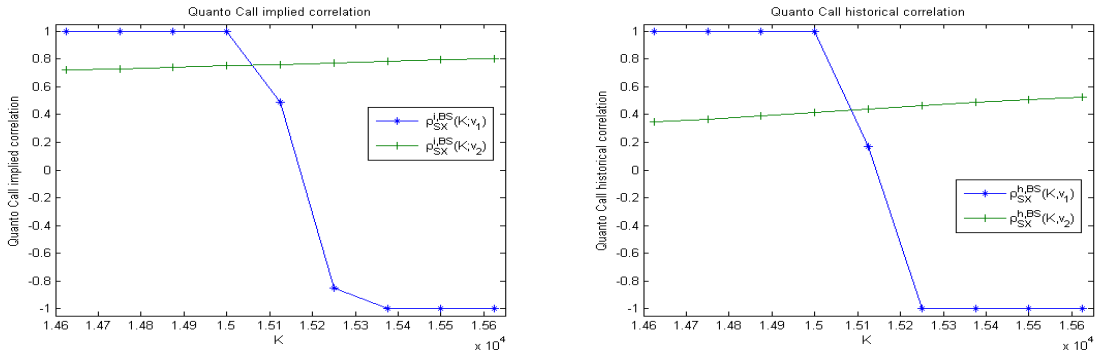 Quanto Call implied correlation
Quanto Call implied correlation
1
0.8
0.6
0.4
0.2
0
-0.2
-0.4
-0.6
-0.8
-1
ρ_SX^{i,BS}(K;v_1)
ρ_SX^{i,BS}(K;v_2)
1.46 1.47 1.48 1.49 1.5 1.51 1.52 1.53 1.54 1.55 1.56
K
x 10^4
Quanto Call historical correlation
Quanto Call historical correlation
1
0.8
0.6
0.4
0.2
0
-0.2
-0.4
-0.6
-0.8
-1
ρ_SX^{h,BS}(K,v_1)
ρ_SX^{h,BS}(K;v_2)
1.46 1.47 1.48 1.49 1.5 1.51 1.52 1.53 1.54 1.55 1.56
K
x 10^4